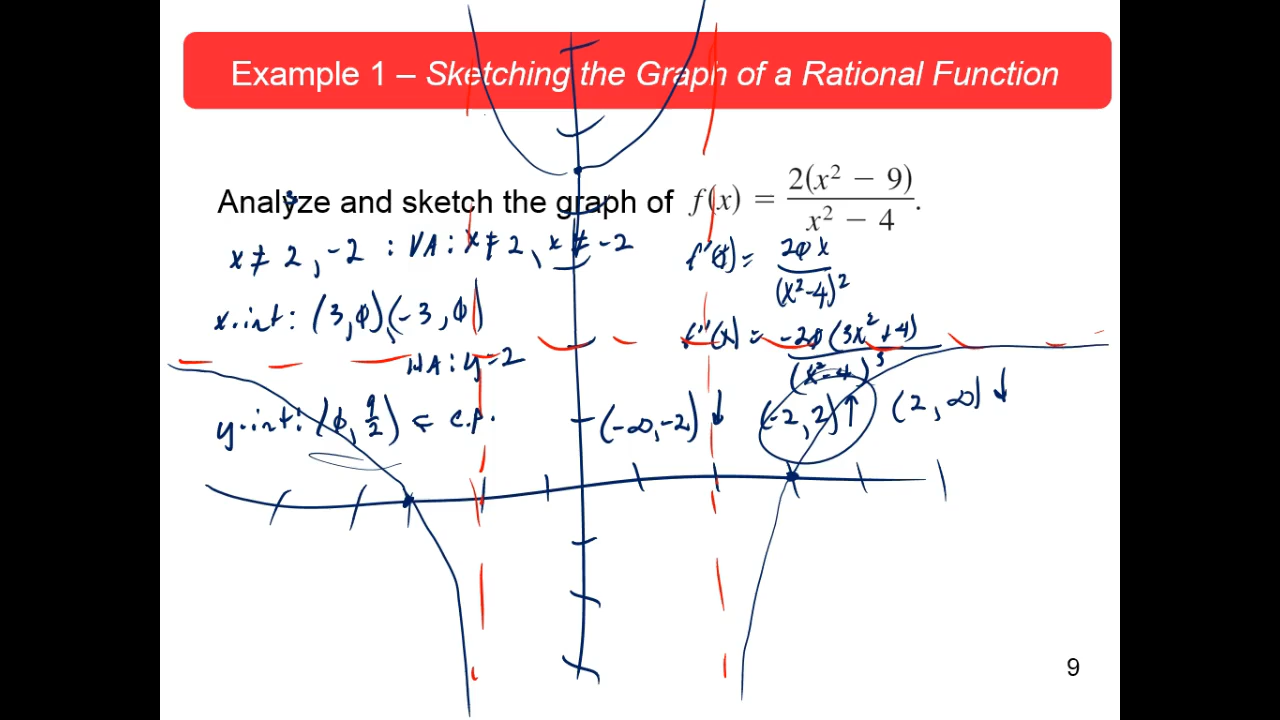 Example 1 – Sketching the Graph of a Rational Function
Analyze and sketch the graph of f(x) = 2(x² − 9) / x² − 4.
x ≠ 2, -2 : VA: x ≠ 2, x ≠ -2
f'(x) = 20x / (x²-4)²
x-int: (3,0)(-3,0)
f''(x) = -20(3x²+4) / (x²-4)³
HA: y=2
y-int: (0, 9/2) ← c.p.
(-∞,-2)↓ (-2,2)↑ (2,∞)↓
9